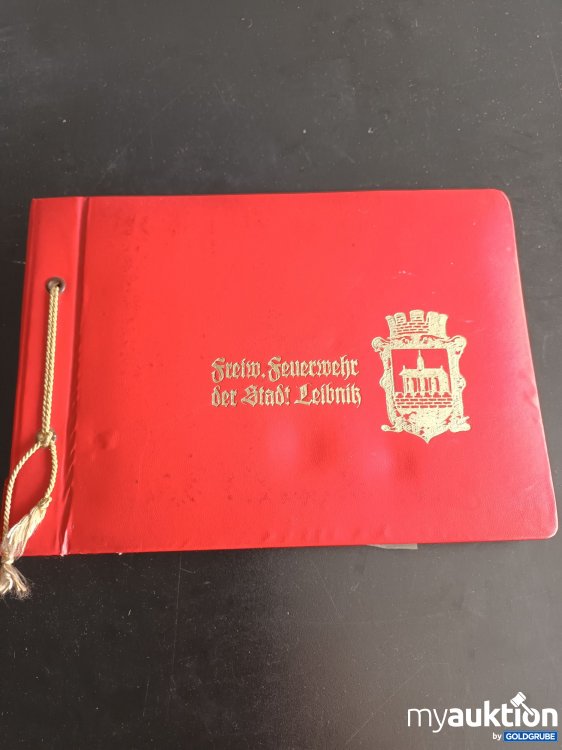 Freiw. Feuerwehr
der Stadt Leibnitz
myauktion
by GOLDGRUBE